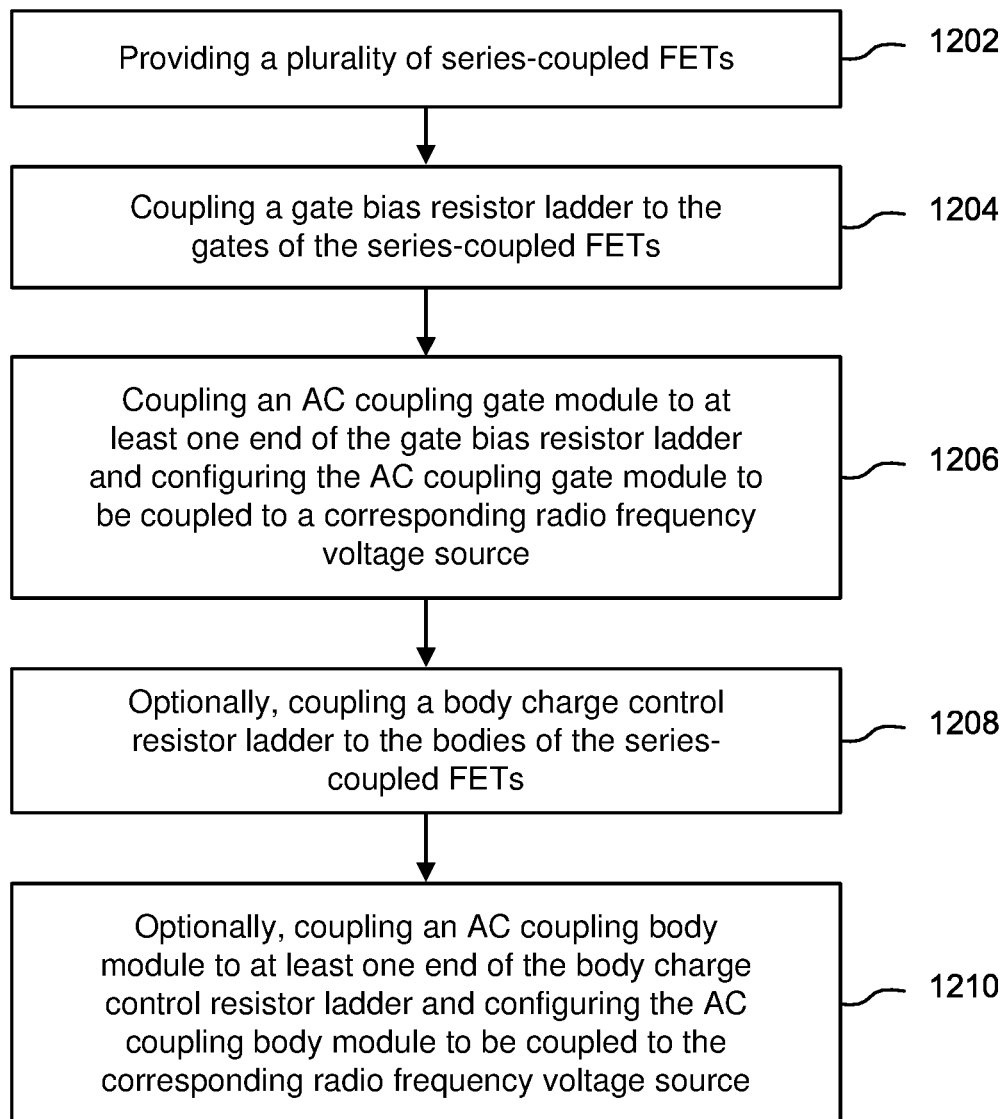 Providing a plurality of series-coupled FETs
1202
Coupling a gate bias resistor ladder to the
gates of the series-coupled FETs
1204
Coupling an AC coupling gate module to at
least one end of the gate bias resistor ladder
and configuring the AC coupling gate module to
be coupled to a corresponding radio frequency
voltage source
1206
Optionally, coupling a body charge control
resistor ladder to the bodies of the series-
coupled FETs
1208
Optionally, coupling an AC coupling body
module to at least one end of the body charge
control resistor ladder and configuring the AC
coupling body module to be coupled to the
corresponding radio frequency voltage source
1210